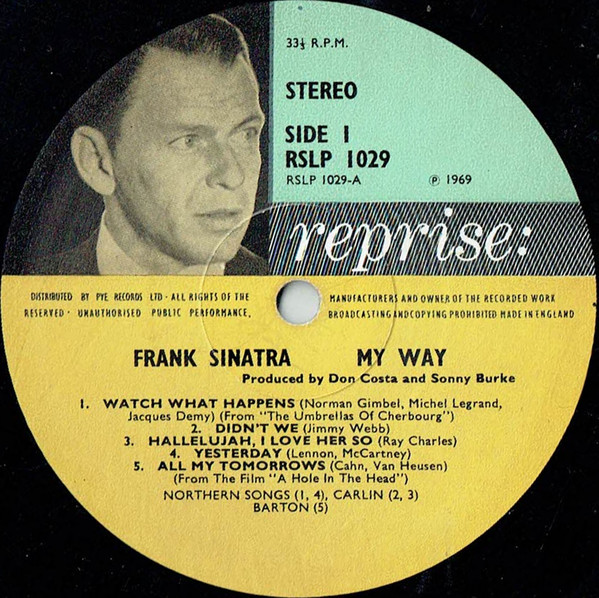 33⅓ R.P.M.
STEREO
SIDE 1
RSLP 1029
RSLP 1029-A ℗ 1969
reprise:
DISTRIBUTED BY PYE RECORDS LTD · ALL RIGHTS OF THE MANUFACTURERS AND OWNER OF THE RECORDED WORK
RESERVED · UNAUTHORISED PUBLIC PERFORMANCE, BROADCASTING AND COPYING PROHIBITED MADE IN ENGLAND
FRANK SINATRA MY WAY
Produced by Don Costa and Sonny Burke
1. WATCH WHAT HAPPENS (Norman Gimbel, Michel Legrand,
Jacques Demy) (From "The Umbrellas Of Cherbourg")
2. DIDN'T WE (Jimmy Webb)
3. HALLELUJAH, I LOVE HER SO (Ray Charles)
4. YESTERDAY (Lennon, McCartney)
5. ALL MY TOMORROWS (Cahn, Van Heusen)
(From The Film "A Hole In The Head")
NORTHERN SONGS (1, 4), CARLIN (2, 3)
BARTON (5)